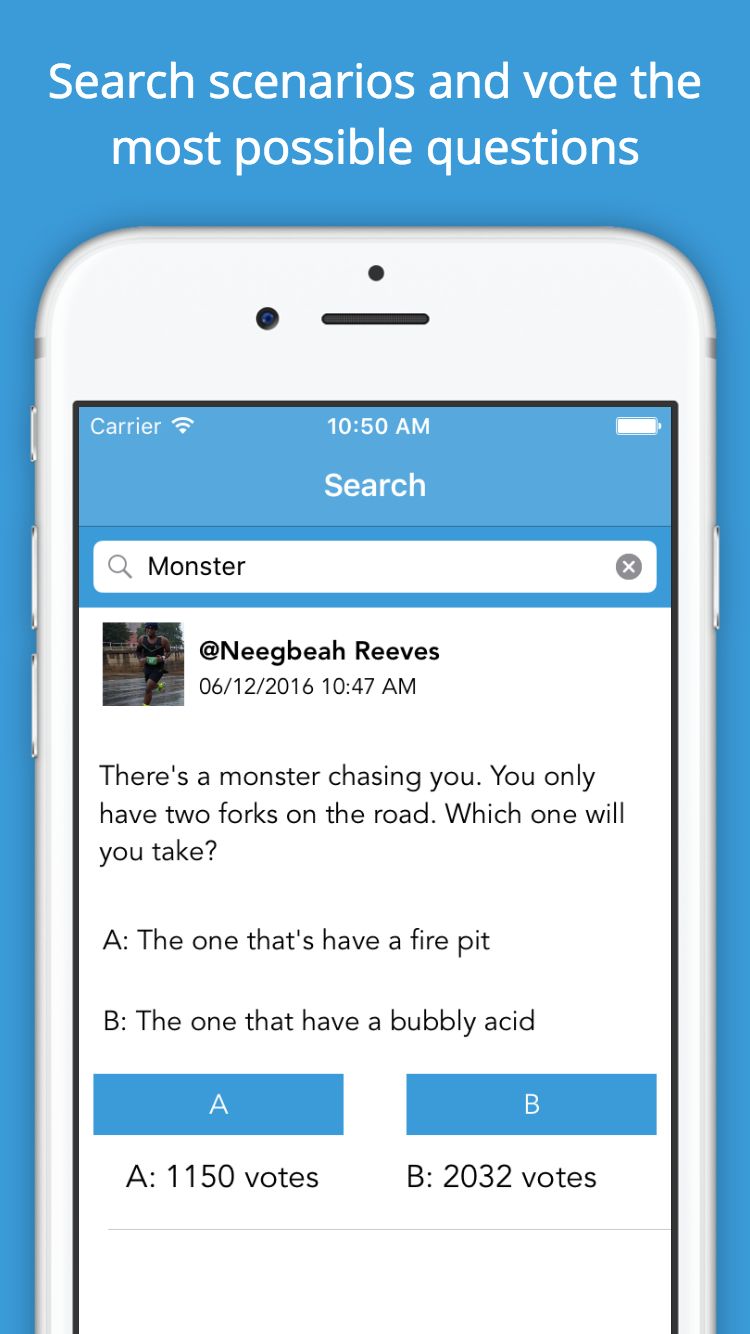 Search scenarios and vote the
most possible questions
Carrier
10:50 AM
Search
Monster
@Neegbeah Reeves
06/12/2016 10:47 AM
There's a monster chasing you. You only
have two forks on the road. Which one will
you take?
A: The one that's have a fire pit
B: The one that have a bubbly acid
A
B
A: 1150 votes
B: 2032 votes